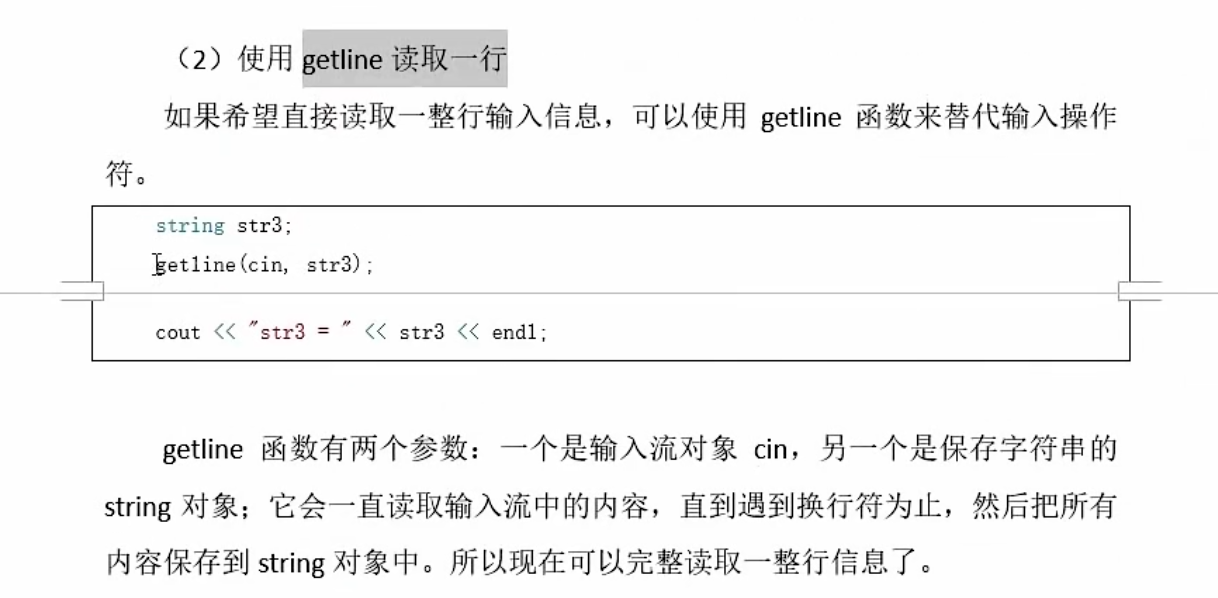 （2）使用 getline 读取一行
如果希望直接读取一整行输入信息，可以使用 getline 函数来替代输入操作
符。
string str3;
getline(cin, str3);
cout << "str3 = " << str3 << endl;
getline 函数有两个参数：一个是输入流对象 cin，另一个是保存字符串的
string 对象；它会一直读取输入流中的内容，直到遇到换行符为止，然后把所有
内容保存到 string 对象中。所以现在可以完整读取一整行信息了。